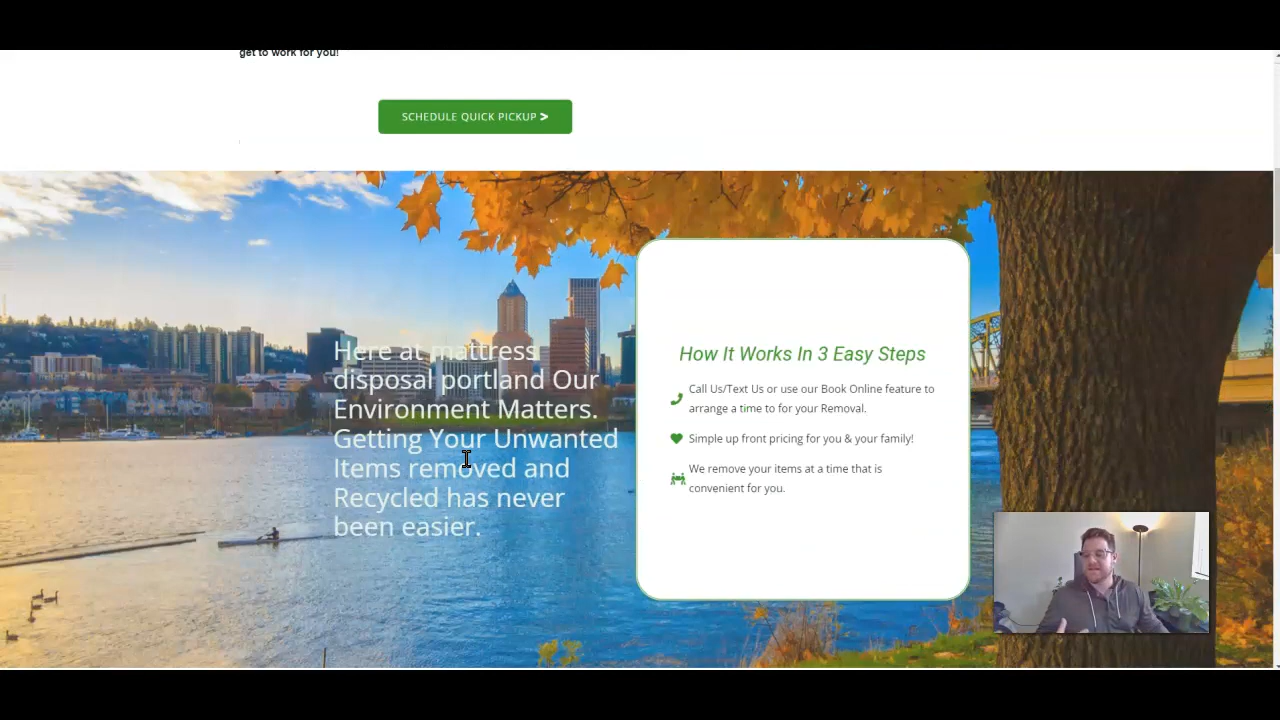 get to work for you!
SCHEDULE QUICK PICKUP >
Here at mattress
disposal portland Our
Environment Matters.
Getting Your Unwanted
Items removed and
Recycled has never
been easier.
How It Works In 3 Easy Steps
Call Us/Text Us or use our Book Online feature to
arrange a time to for your Removal.
Simple up front pricing for you & your family!
We remove your items at a time that is
convenient for you.